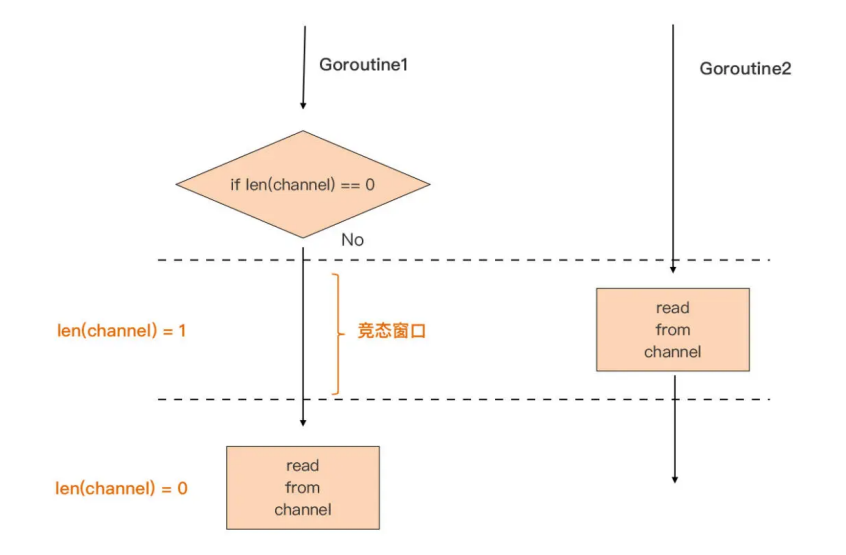 Goroutine1
Goroutine2
if len(channel) == 0
No
len(channel) = 1
竞态窗口
read
from
channel
len(channel) = 0
read
from
channel